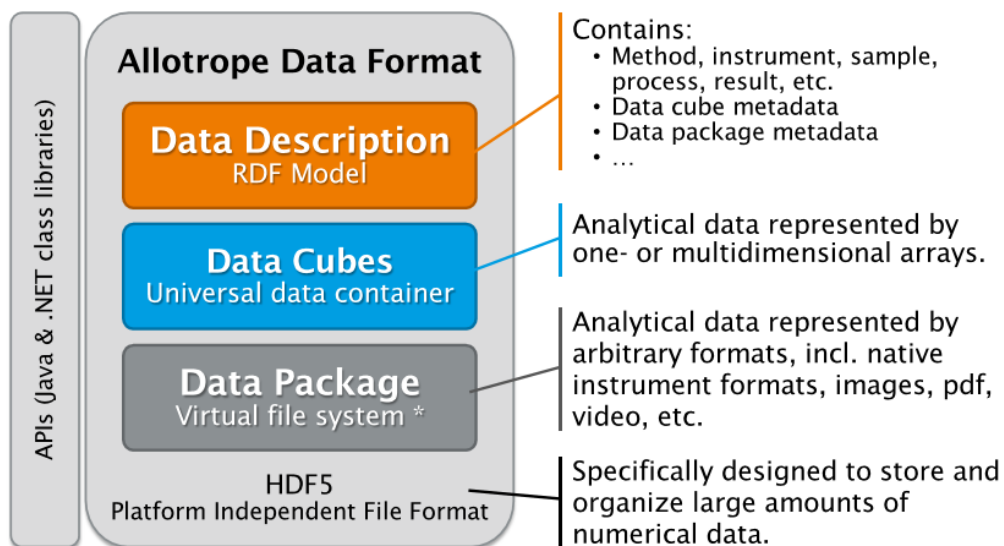 APIs (Java & .NET class libraries)
Allotrope Data Format
Data Description
RDF Model
Data Cubes
Universal data container
Data Package
Virtual file system *
HDF5
Platform Independent File Format
Contains:
• Method, instrument, sample,
process, result, etc.
• Data cube metadata
• Data package metadata
• ...
Analytical data represented by
one- or multidimensional arrays.
Analytical data represented by
arbitrary formats, incl. native
instrument formats, images, pdf,
video, etc.
Specifically designed to store and
organize large amounts of
numerical data.